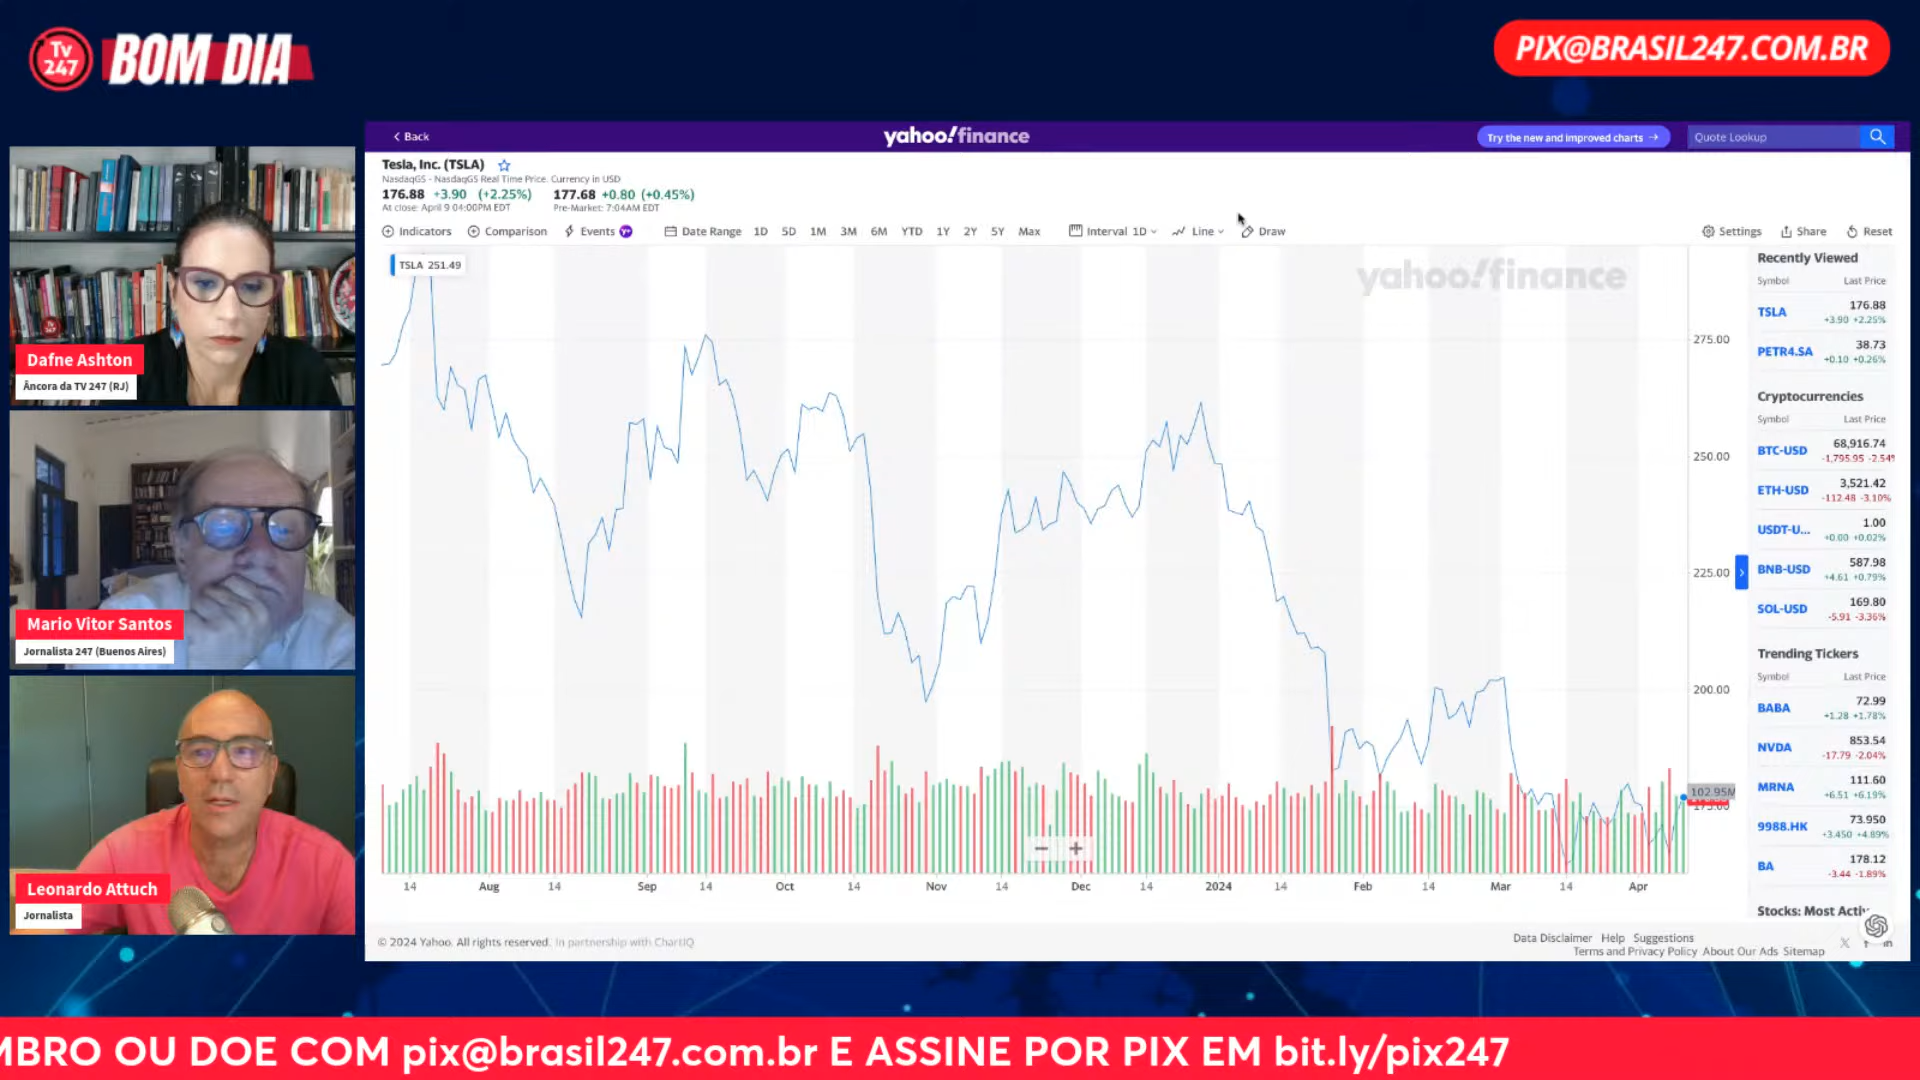 Tv 247 BOM DIA
PIX@BRASIL247.COM.BR
Dafne Ashton
Âncora da TV 247 (RJ)
Mario Vitor Santos
Jornalista 247 (Buenos Aires)
Leonardo Attuch
Jornalista
Back
yahoo!finance
Try the new and improved charts
Quote Lookup
Tesla, Inc. (TSLA)
NasdaqGS - NasdaqGS Real Time Price. Currency in USD
176.88 +3.90 (+2.25%) 177.68 +0.80 (+0.45%)
At close: April 9 04:00PM EDT Pre-Market: 7:04AM EDT
Indicators Comparison Events Y+ Date Range 1D 5D 1M 3M 6M YTD 1Y 2Y 5Y Max Interval 1D Line Draw
Settings Share Reset
TSLA 251.49
yahoo!finance
275.00
250.00
225.00
200.00
102.95M
175.00
14 Aug 14 Sep 14 Oct 14 Nov 14 Dec 14 2024 14 Feb 14 Mar 14 Apr
Recently Viewed
Symbol Last Price
TSLA 176.88
+3.90 +2.25%
PETR4.SA 38.73
+0.10 +0.26%
Cryptocurrencies
Symbol Last Price
BTC-USD 68,916.74
-1,795.95 -2.54%
ETH-USD 3,521.42
-112.48 -3.10%
USDT-U... 1.00
+0.00 +0.02%
BNB-USD 587.98
+4.61 +0.79%
SOL-USD 169.80
-5.91 -3.36%
Trending Tickers
Symbol Last Price
BABA 72.99
+1.28 +1.78%
NVDA 853.54
-17.79 -2.04%
MRNA 111.60
+6.51 +6.19%
9988.HK 73.950
+3.450 +4.89%
BA 178.12
-3.44 -1.89%
Stocks: Most Activ
© 2024 Yahoo. All rights reserved. In partnership with ChartIQ
Data Disclaimer Help Suggestions
Terms and Privacy Policy About Our Ads Sitemap
MBRO OU DOE COM pix@brasil247.com.br E ASSINE POR PIX EM bit.ly/pix247